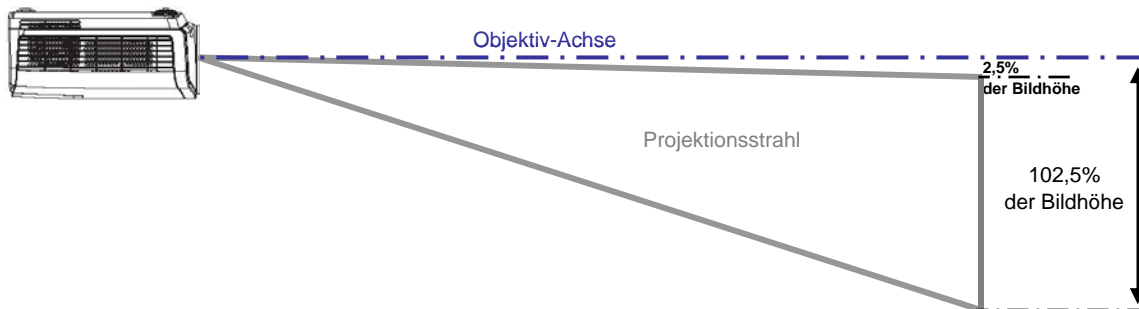 Objektiv-Achse
2,5%
der Bildhöhe
Projektionsstrahl
102,5%
der Bildhöhe